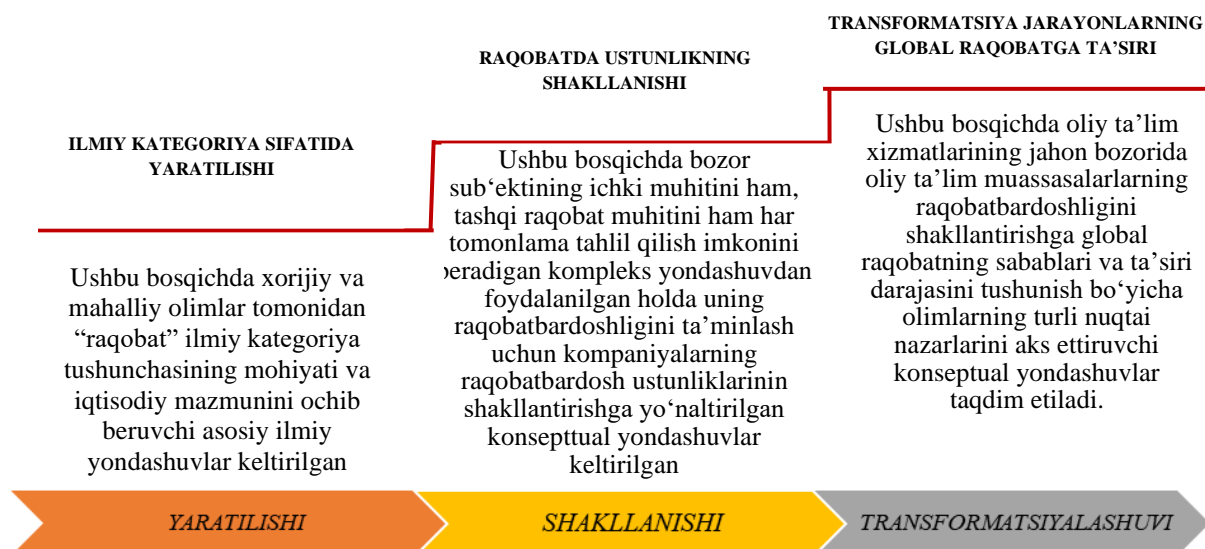 ILMIY KATEGORIYA SIFATIDA
YARATILISHI
Ushbu bosqichda xorijiy va
mahalliy olimlar tomonidan
“raqobat” ilmiy kategoriya
tushunchasining mohiyati va
iqtisodiy mazmunini ochib
beruvchi asosiy ilmiy
yondashuvlar keltirilgan
RAQOBATDA USTUNLIKNING
SHAKLLANISHI
Ushbu bosqichda bozor
sub‘ektining ichki muhitini ham,
tashqi raqobat muhitini ham har
tomonlama tahlil qilish imkonini
beradigan kompleks yondashuvdan
foydalanilgan holda uning
raqobatbardoshligini ta’minlash
uchun kompaniyalarning
raqobatbardosh ustunliklarinin
shakllantirishga yo‘naltirilgan
konsepttual yondashuvlar
keltirilgan
TRANSFORMATSIYA JARAYONLARNING
GLOBAL RAQOBATGA TA’SIRI
Ushbu bosqichda oliy ta’lim
xizmatlarining jahon bozorida
oliy ta’lim muassasalarlarning
raqobatbardoshligini
shakllantirishga global
raqobatning sabablari va ta’siri
darajasini tushunish bo‘yicha
olimlarning turli nuqtai
nazarlarini aks ettiruvchi
konseptual yondashuvlar
taqdim etiladi.
YARATILISHI
SHAKLLANISHI
TRANSFORMATSIYALASHUVI